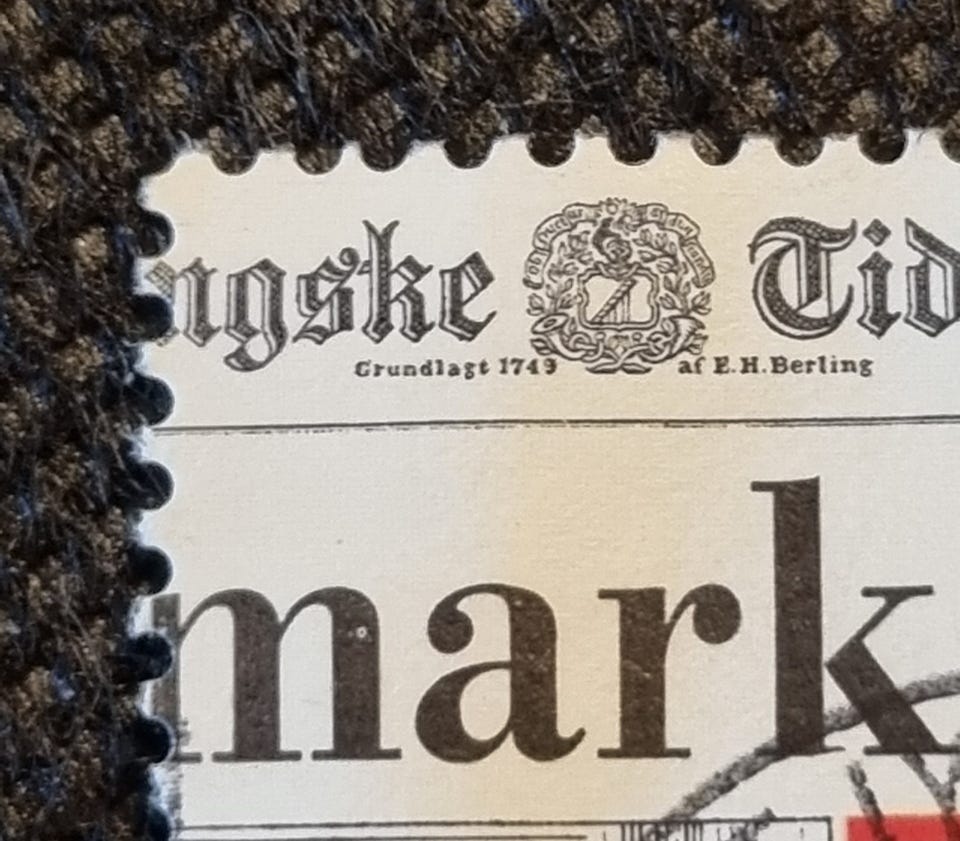 ngske Tid
Grundlagt 1749 af E.H.Berling
mark